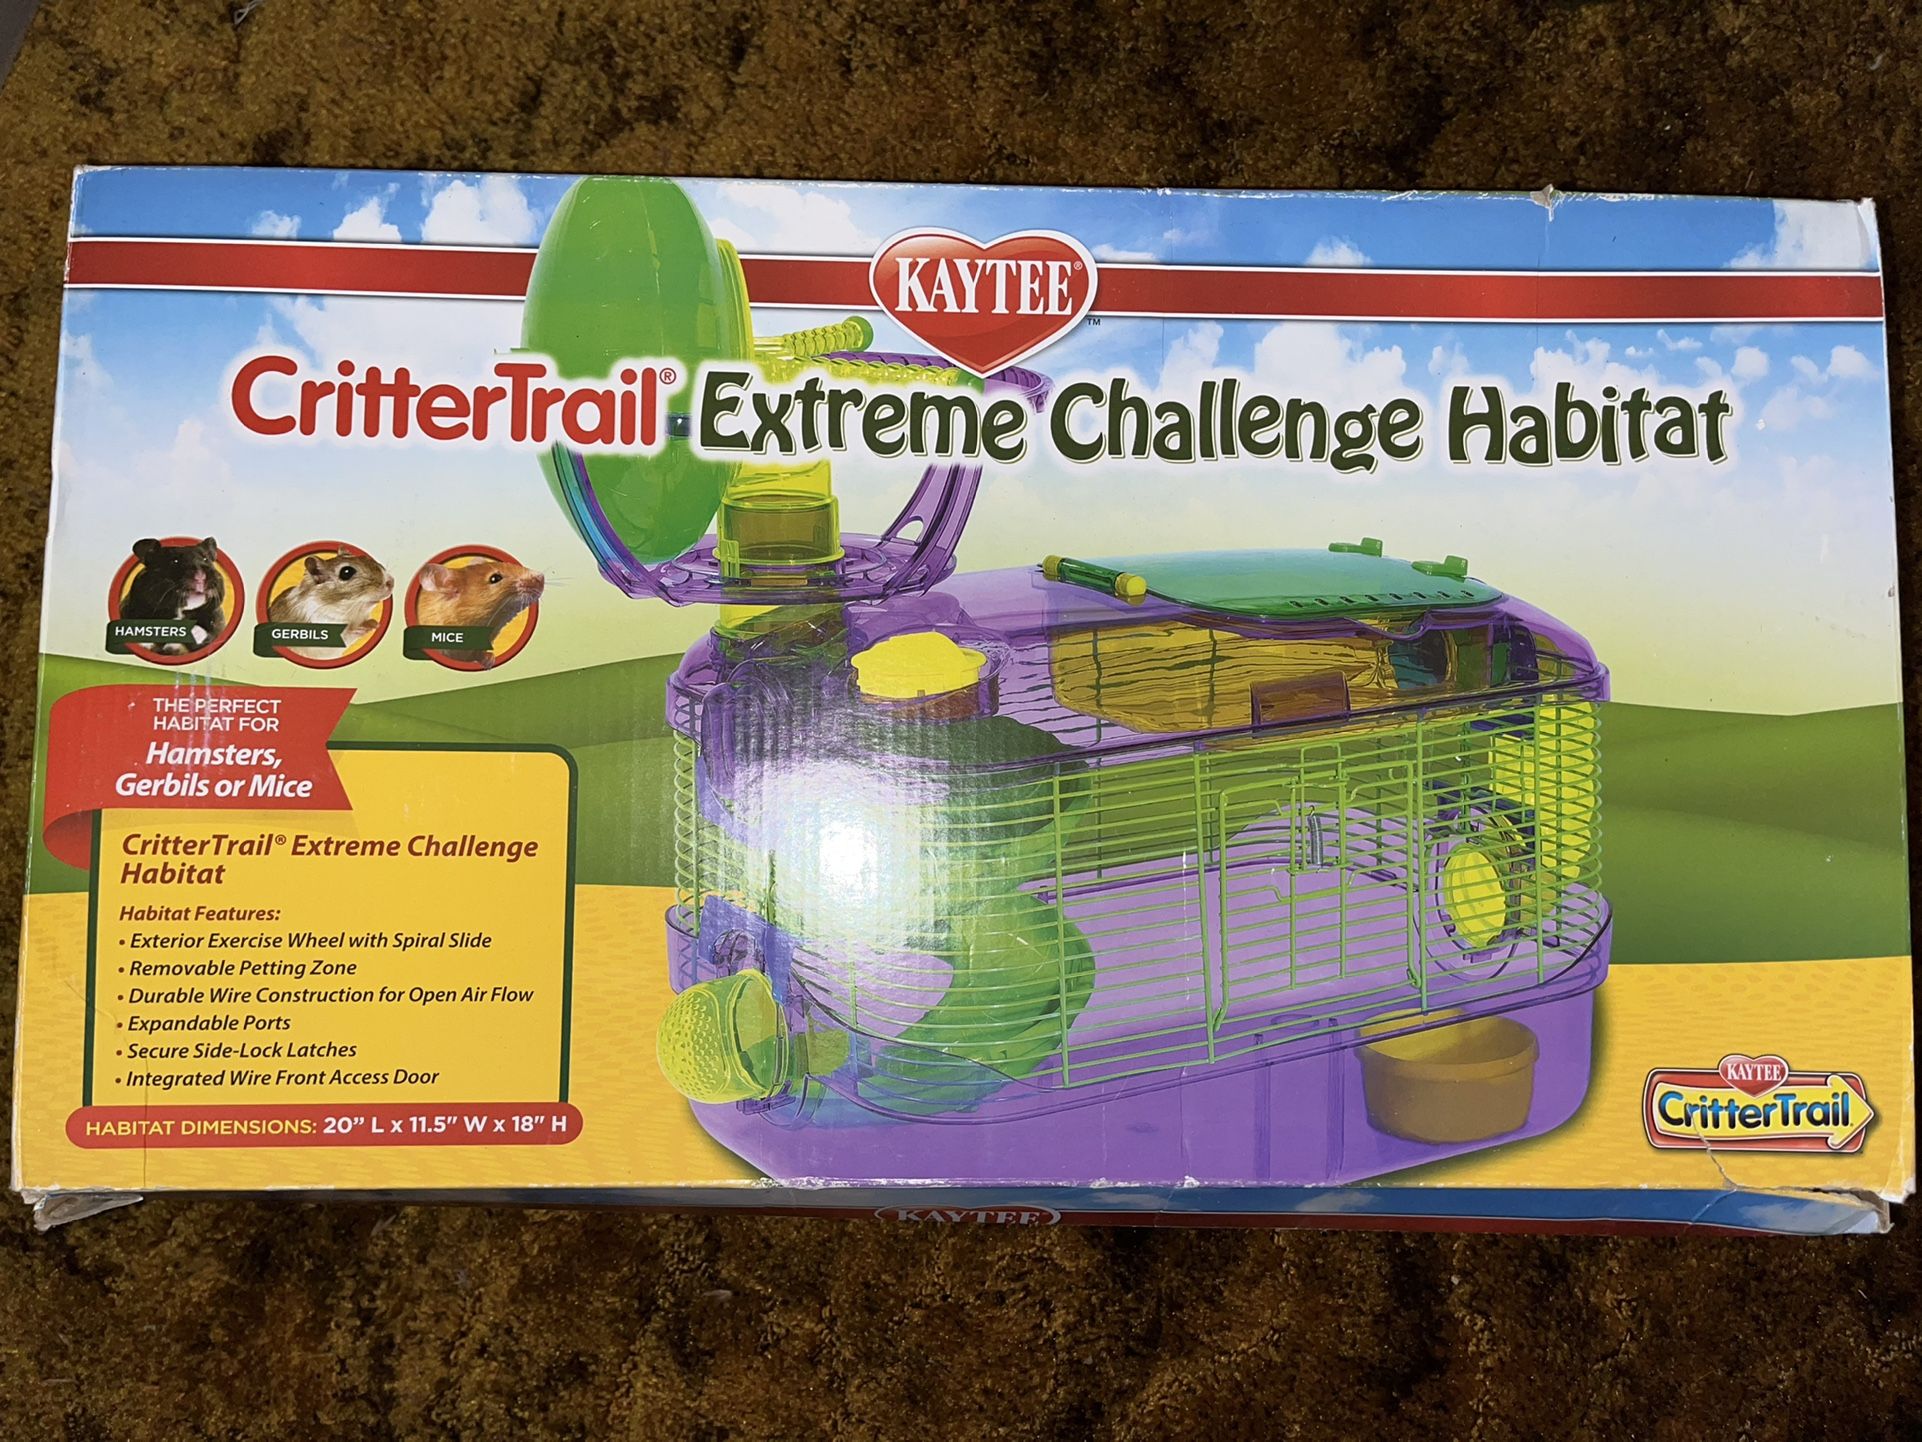 KAYTEE®
™
CritterTrail® Extreme Challenge Habitat
HAMSTERS
GERBILS
MICE
THE PERFECT
HABITAT FOR
Hamsters,
Gerbils or Mice
CritterTrail® Extreme Challenge
Habitat
Habitat Features:
• Exterior Exercise Wheel with Spiral Slide
• Removable Petting Zone
• Durable Wire Construction for Open Air Flow
• Expandable Ports
• Secure Side-Lock Latches
• Integrated Wire Front Access Door
HABITAT DIMENSIONS: 20” L x 11.5" W x 18" H
KAYTEE
CritterTrail®
KAYTEE